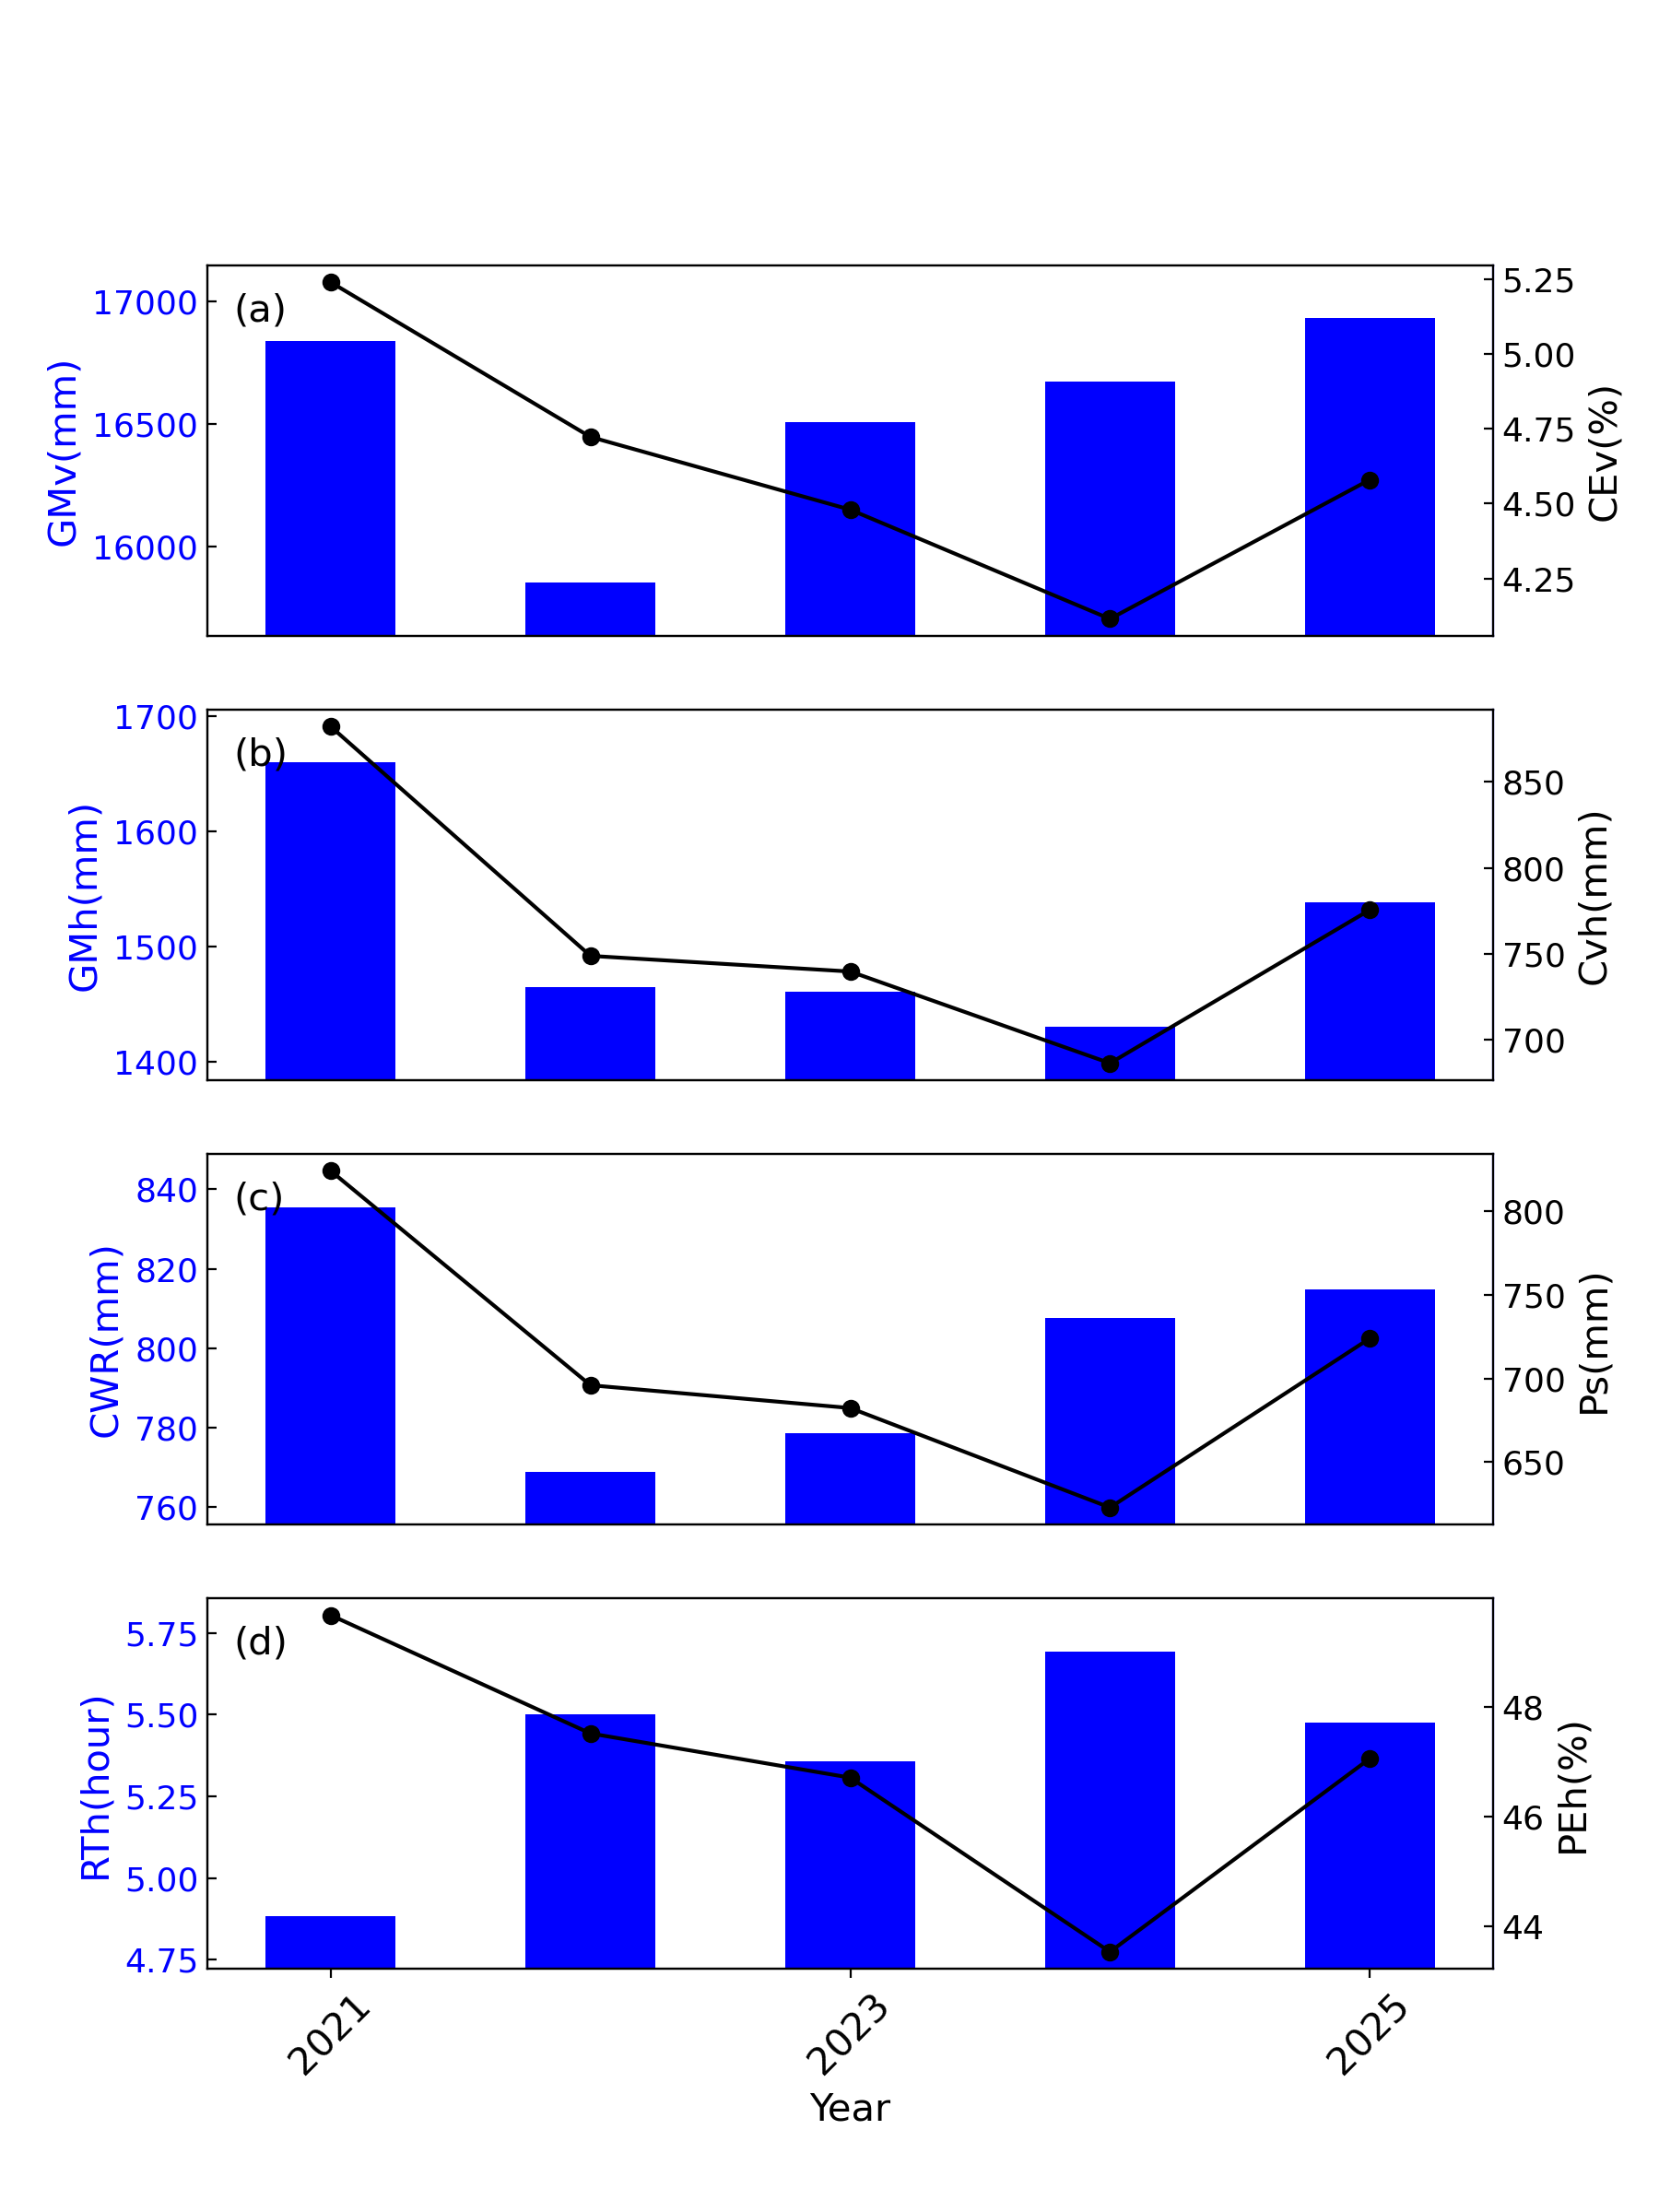 (a)
GMv(mm)
17000
16500
16000
5.25
5.00
4.75
4.50
4.25
CEv(%)
(b)
GMh(mm)
1700
1600
1500
1400
850
800
750
700
Cvh(mm)
(c)
CWR(mm)
840
820
800
780
760
800
750
700
650
Ps(mm)
(d)
RTh(hour)
5.75
5.50
5.25
5.00
4.75
48
46
44
PEh(%)
2021
2023
2025
Year